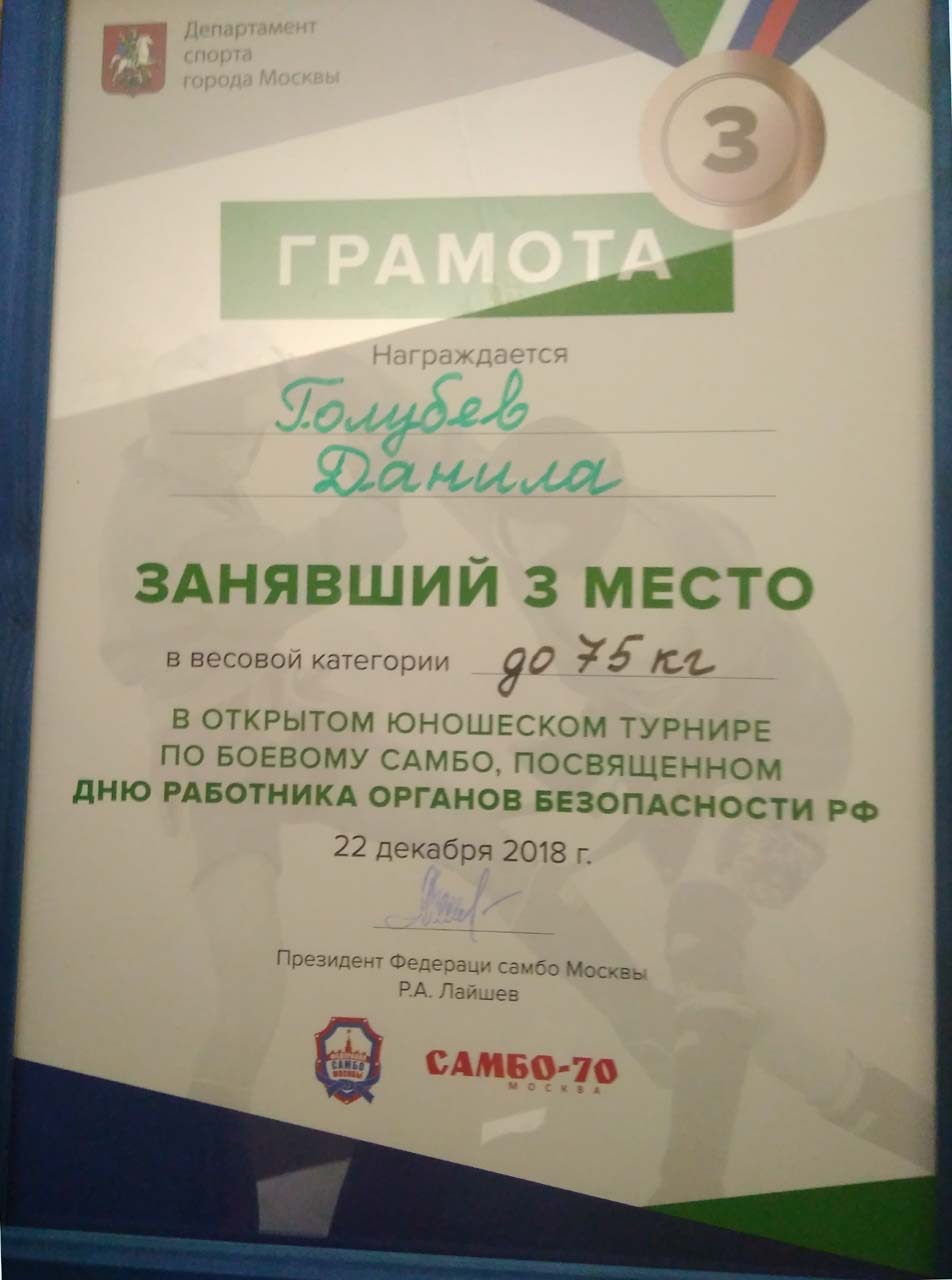 Департамент
спорта
города Москвы
3
ГРАМОТА
Награждается
Голубев
Данила
ЗАНЯВШИЙ 3 МЕСТО
в весовой категории до 75 кг
В ОТКРЫТОМ ЮНОШЕСКОМ ТУРНИРЕ
ПО БОЕВОМУ САМБО, ПОСВЯЩЕННОМ
ДНЮ РАБОТНИКА ОРГАНОВ БЕЗОПАСНОСТИ РФ
22 декабря 2018 г.
Президент Федераци самбо Москвы
Р.А. Лайшев
ФЕДЕРАЦИЯ
САМБО
МОСКВЫ
САМБО-70
МОСКВА